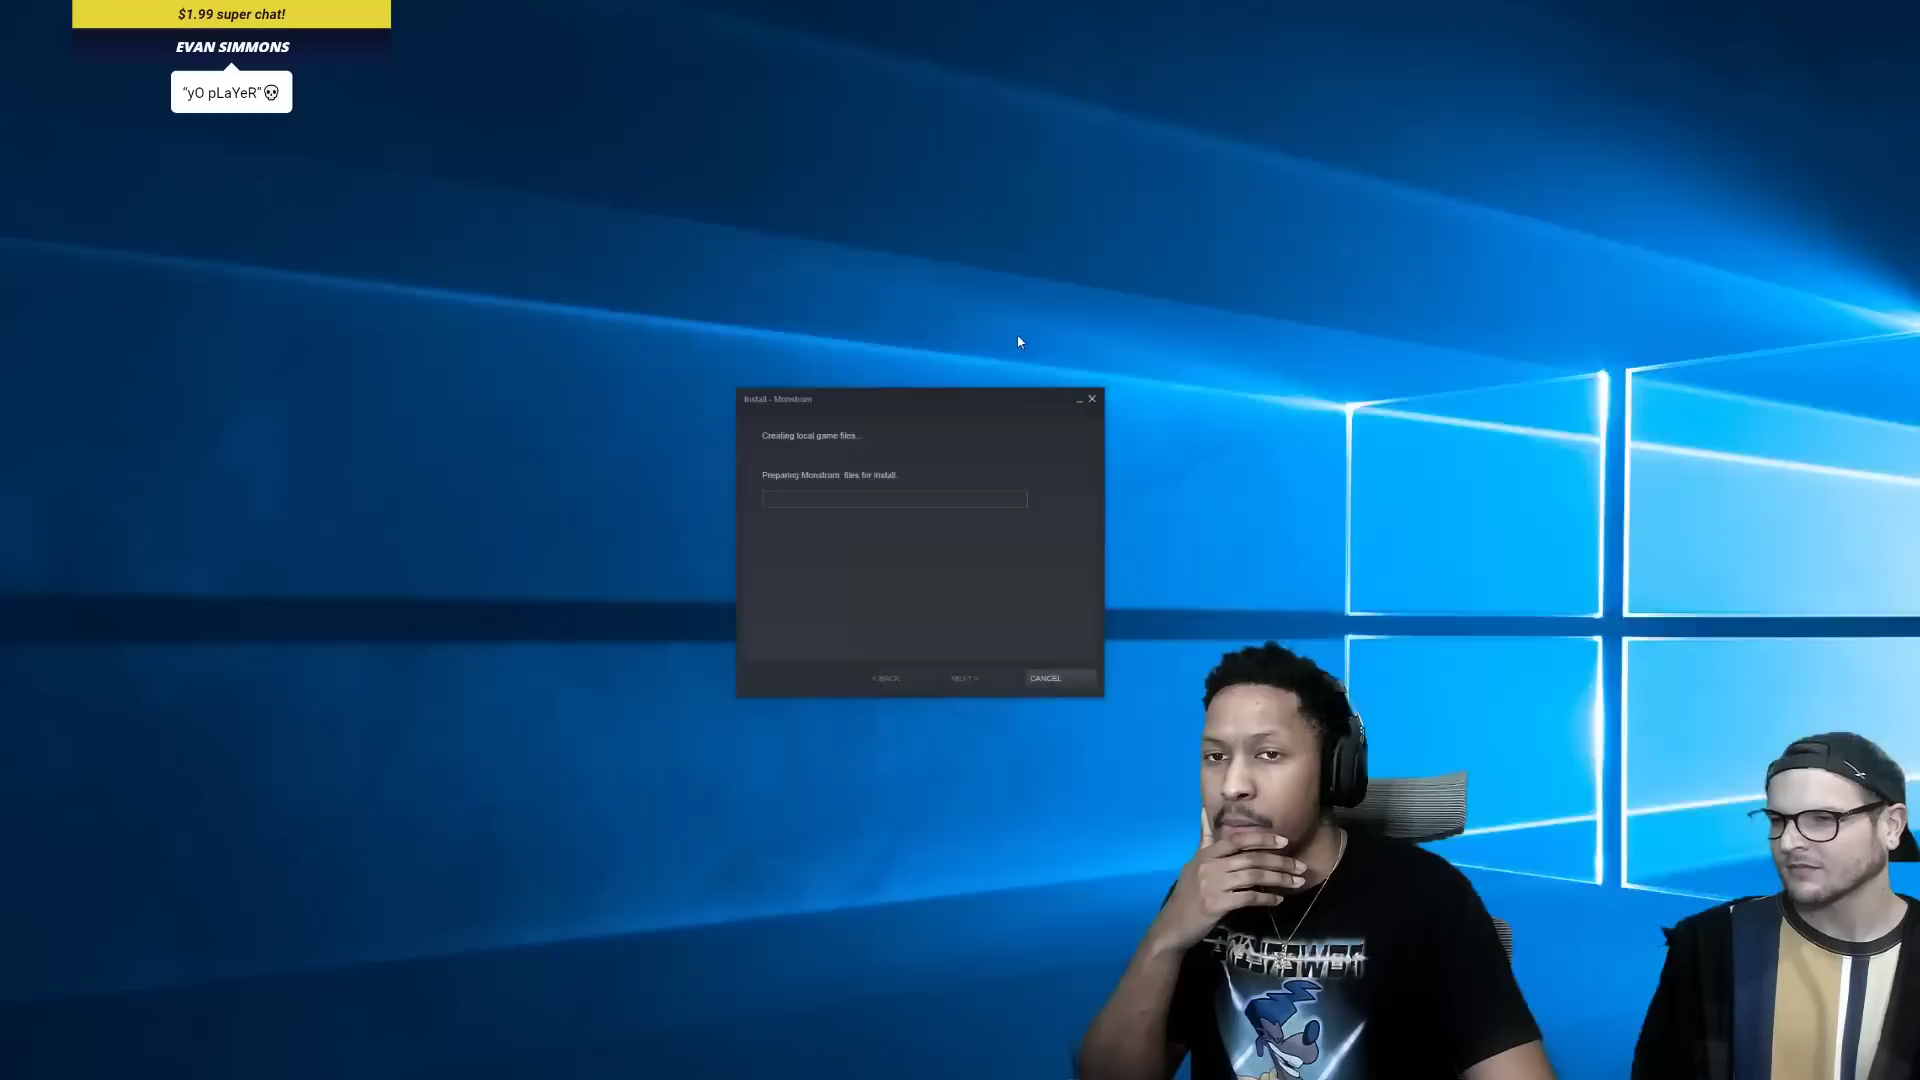 $1.99 super chat!
EVAN SIMMONS
“yO pLaYeR”💀
Install - Monstrum
Creating local game files...
Preparing Monstrum files for install.
< BACK
NEXT >
CANCEL